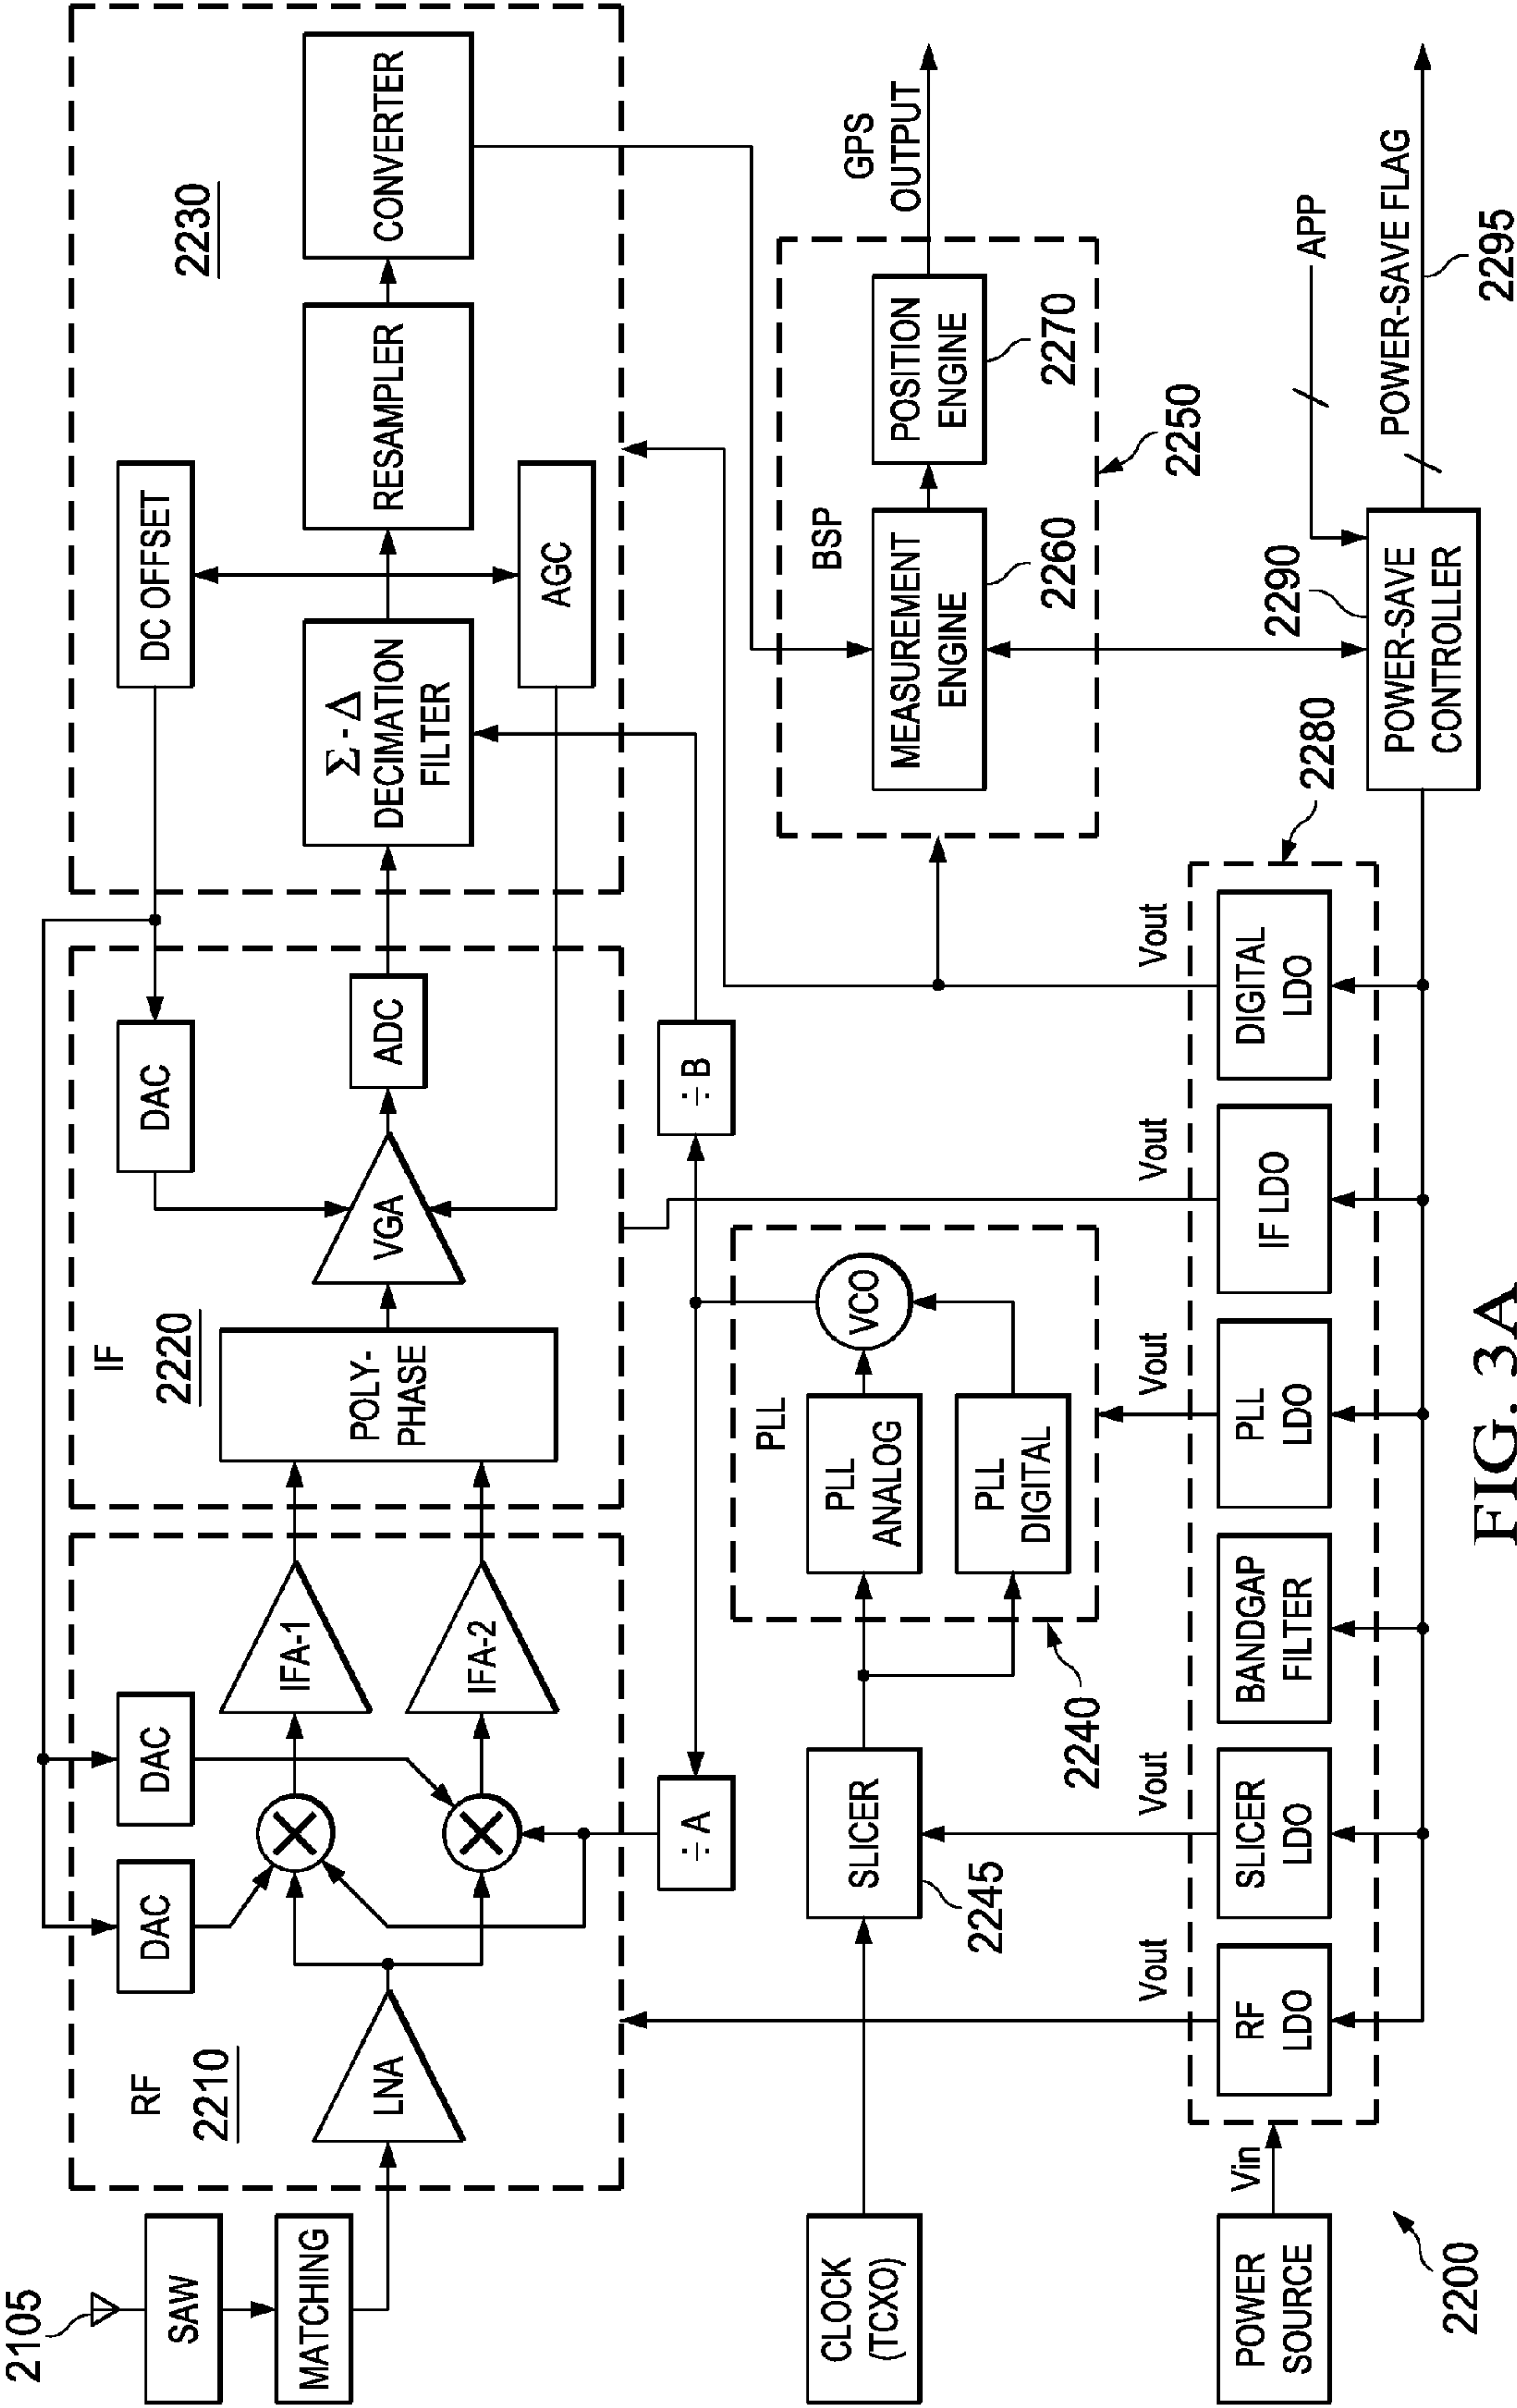 2105
SAW
MATCHING
RF
2210
LNA
DAC
DAC
IFA-1
IFA-2
÷ A
IF
2220
POLY-
PHASE
VGA
DAC
ADC
÷ B
2230
DC OFFSET
Σ - Δ
DECIMATION
FILTER
AGC
RESAMPLER
CONVERTER
CLOCK
(TCXO)
SLICER
2245
PLL
PLL
ANALOG
PLL
DIGITAL
VCO
2240
BSP
MEASUREMENT
ENGINE
2260
POSITION
ENGINE
2270
2250
GPS
OUTPUT
POWER
SOURCE
Vin
2200
RF
LDO
Vout
SLICER
LDO
Vout
BANDGAP
FILTER
PLL
LDO
Vout
IF LDO
Vout
DIGITAL
LDO
Vout
2280
2290
POWER-SAVE
CONTROLLER
APP
POWER-SAVE FLAG
2295
FIG. 3A